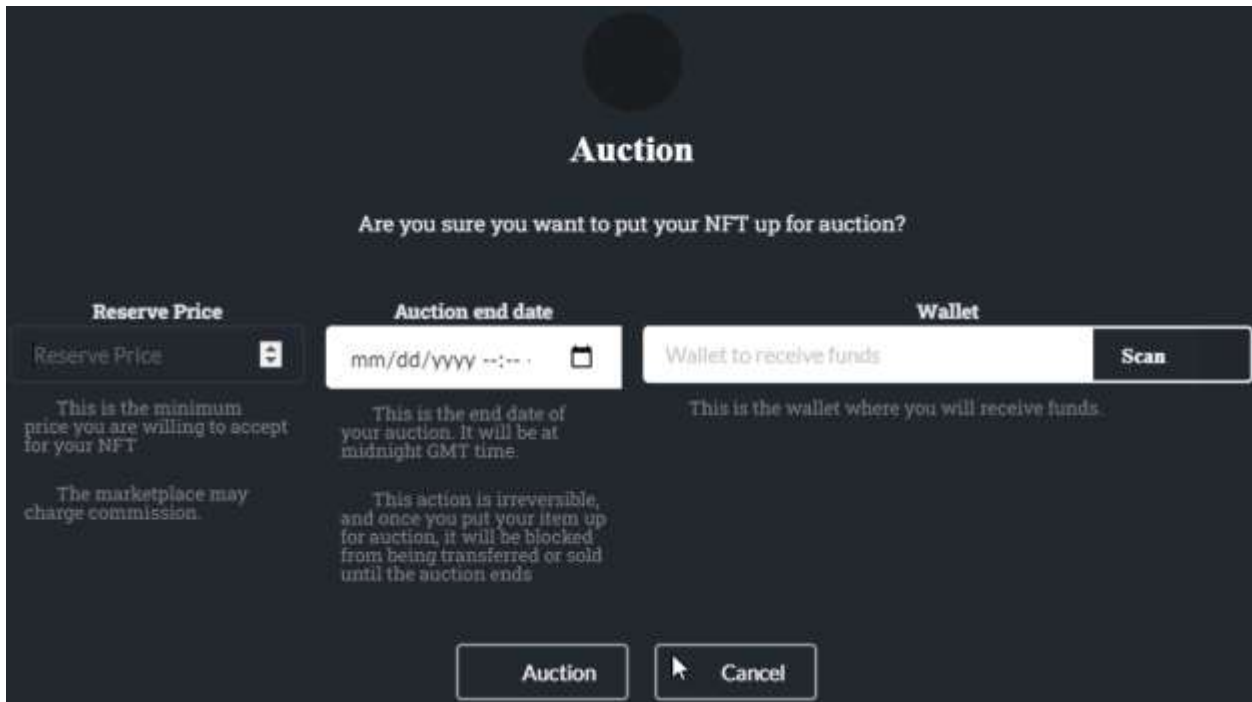 Auction
Are you sure you want to put your NFT up for auction?
Reserve Price
Reserve Price
This is the minimum
price you are willing to accept
for your NFT
The marketplace may
charge commission.
Auction end date
mm/dd/yyyy --:-- -
This is the end date of
your auction. It will be at
midnight GMT time.
This action is irreversible,
and once you put your item up
for auction, it will be blocked
from being transferred or sold
until the auction ends
Wallet
Wallet to receive funds
Scan
This is the wallet where you will receive funds.
Auction
Cancel